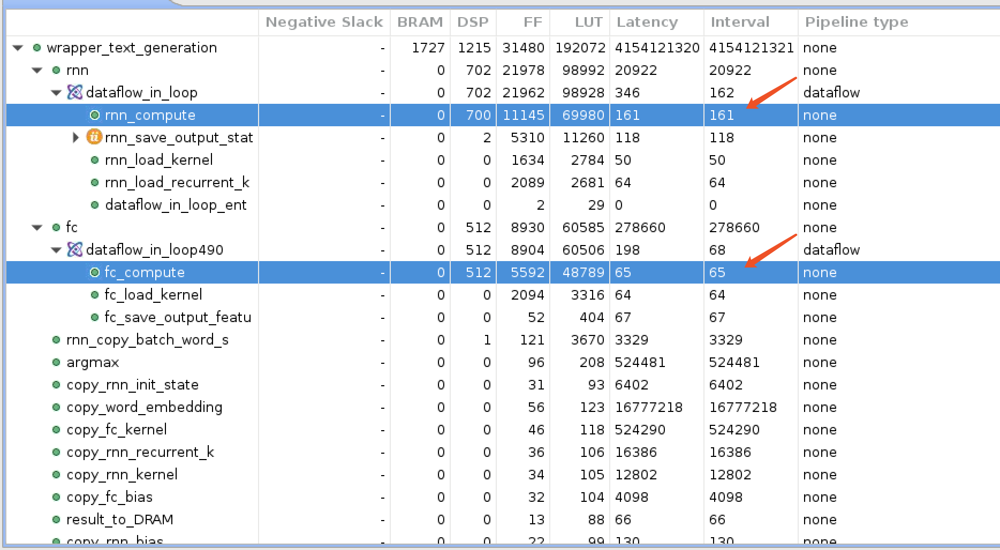 Negative Slack BRAM DSP FF LUT Latency Interval Pipeline type
wrapper_text_generation - 1727 1215 31480 192072 4154121320 4154121321 none
rnn - 0 702 21978 98992 20922 20922 none
dataflow_in_loop - 0 702 21962 98928 346 162 dataflow
rnn_compute - 0 700 11145 69980 161 161 none
ii rnn_save_output_stat - 0 2 5310 11260 118 118 none
rnn_load_kernel - 0 0 1634 2784 50 50 none
rnn_load_recurrent_k - 0 0 2089 2681 64 64 none
dataflow_in_loop_ent - 0 0 2 29 0 0 none
fc - 0 512 8930 60585 278660 278660 none
dataflow_in_loop490 - 0 512 8904 60506 198 68 dataflow
fc_compute - 0 512 5592 48789 65 65 none
fc_load_kernel - 0 0 2094 3316 64 64 none
fc_save_output_featu - 0 0 52 404 67 67 none
rnn_copy_batch_word_s - 0 1 121 3670 3329 3329 none
argmax - 0 0 96 208 524481 524481 none
copy_rnn_init_state - 0 0 31 93 6402 6402 none
copy_word_embedding - 0 0 56 123 16777218 16777218 none
copy_fc_kernel - 0 0 46 118 524290 524290 none
copy_rnn_recurrent_k - 0 0 36 106 16386 16386 none
copy_rnn_kernel - 0 0 34 105 12802 12802 none
copy_fc_bias - 0 0 32 104 4098 4098 none
result_to_DRAM - 0 0 13 88 66 66 none
copy_rnn_bias - 0 0 22 99 130 130 none